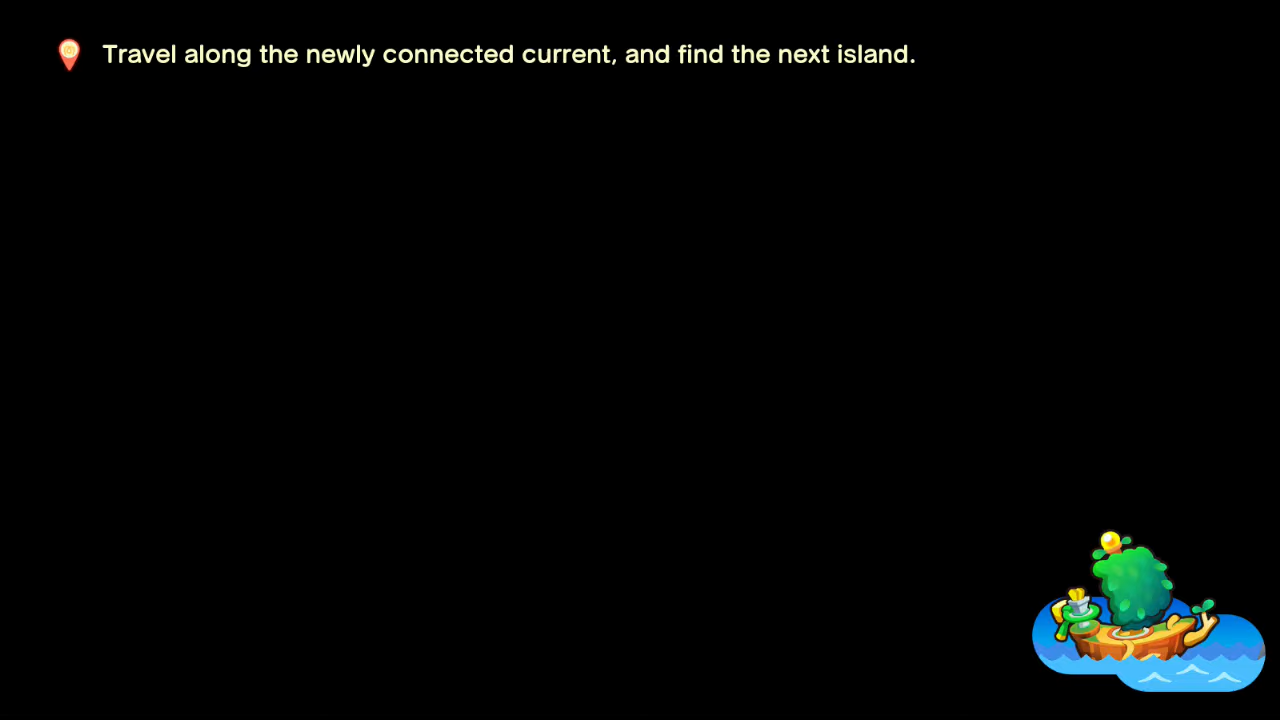 Travel along the newly connected current, and find the next island.